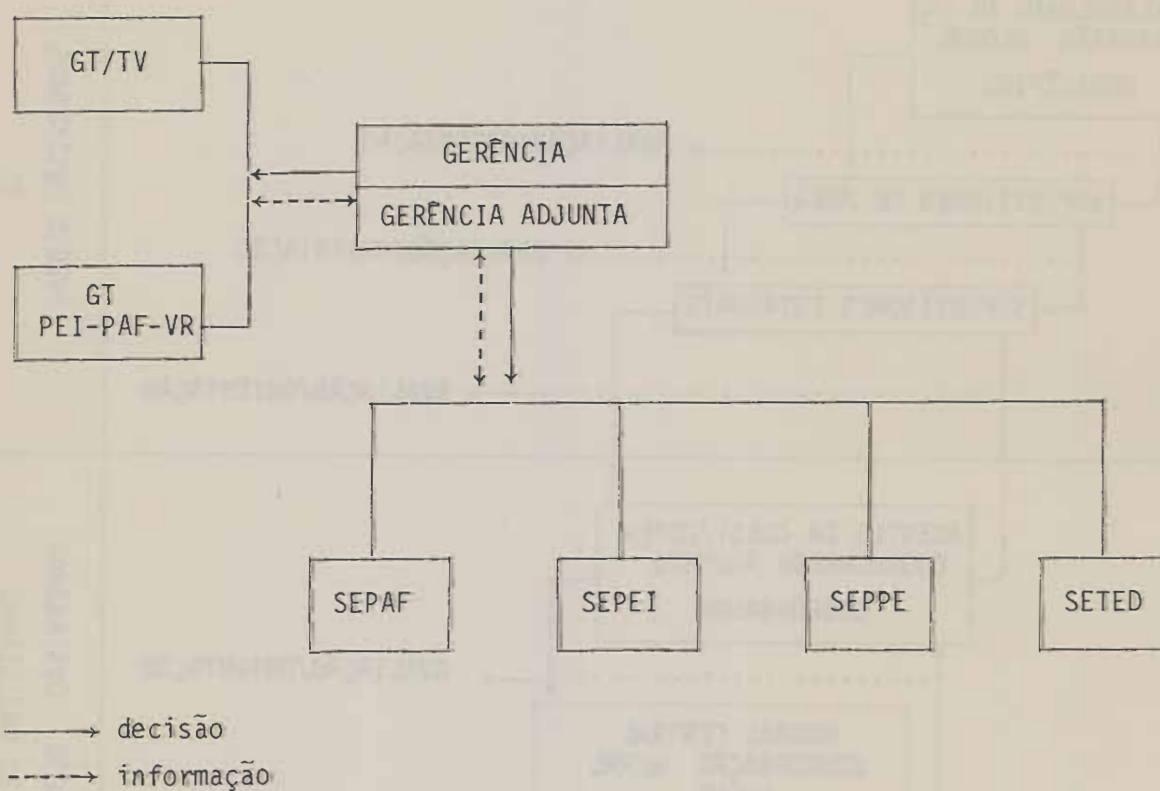 GT/TV
GERÊNCIA
GERÊNCIA ADJUNTA
GT
PEI-PAF-VR
SEPAF
SEPEI
SEPPE
SETED
decisão
informação